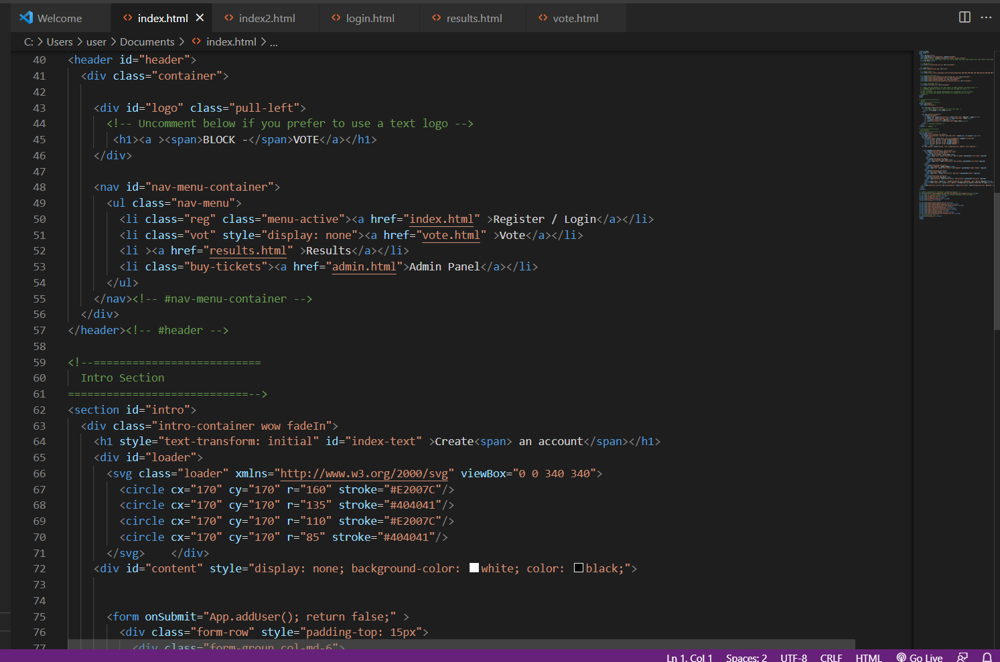 Welcome index.html index2.html login.html results.html vote.html
C: > Users > user > Documents > index.html > ...
40 <header id="header">
41 <div class="container">
42
43 <div id="logo" class="pull-left">
44 <!-- Uncomment below if you prefer to use a text logo -->
45 <h1><a ><span>BLOCK -</span>VOTE</a></h1>
46 </div>
47
48 <nav id="nav-menu-container">
49 <ul class="nav-menu">
50 <li class="reg" class="menu-active"><a href="index.html" >Register / Login</a></li>
51 <li class="vot" style="display: none"><a href="vote.html" >Vote</a></li>
52 <li ><a href="results.html" >Results</a></li>
53 <li class="buy-tickets"><a href="admin.html">Admin Panel</a></li>
54 </ul>
55 </nav><!-- #nav-menu-container -->
56 </div>
57 </header><!-- #header -->
58
59 <!--==========================
60 Intro Section
61 ============================-->
62 <section id="intro">
63 <div class="intro-container wow fadeIn">
64 <h1 style="text-transform: initial" id="index-text" >Create<span> an account</span></h1>
65 <div id="loader">
66 <svg class="loader" xmlns="http://www.w3.org/2000/svg" viewBox="0 0 340 340">
67 <circle cx="170" cy="170" r="160" stroke="#E2007C"/>
68 <circle cx="170" cy="170" r="135" stroke="#404041"/>
69 <circle cx="170" cy="170" r="110" stroke="#E2007C"/>
70 <circle cx="170" cy="170" r="85" stroke="#404041"/>
71 </svg> </div>
72 <div id="content" style="display: none; background-color: white; color: black;">
73
74
75 <form onSubmit="App.addUser(); return false;" >
76 <div class="form-row" style="padding-top: 15px">
77 <div class="form-group col-md-6">
Ln 1, Col 1 Spaces: 2 UTF-8 CRLF HTML Go Live